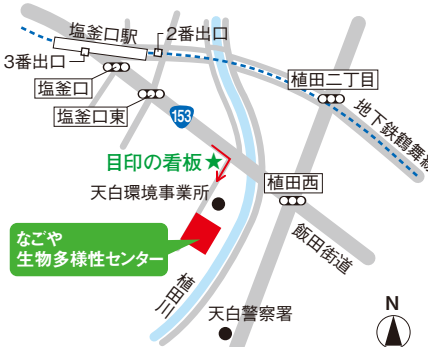 塩釜口駅
2番出口
3番出口
塩釜口
塩釜口東
153
植田二丁目
地下鉄鶴舞線
目印の看板
天白環境事業所
植田西
飯田街道
なごや
生物多様性センター
植田川
天白警察署
N